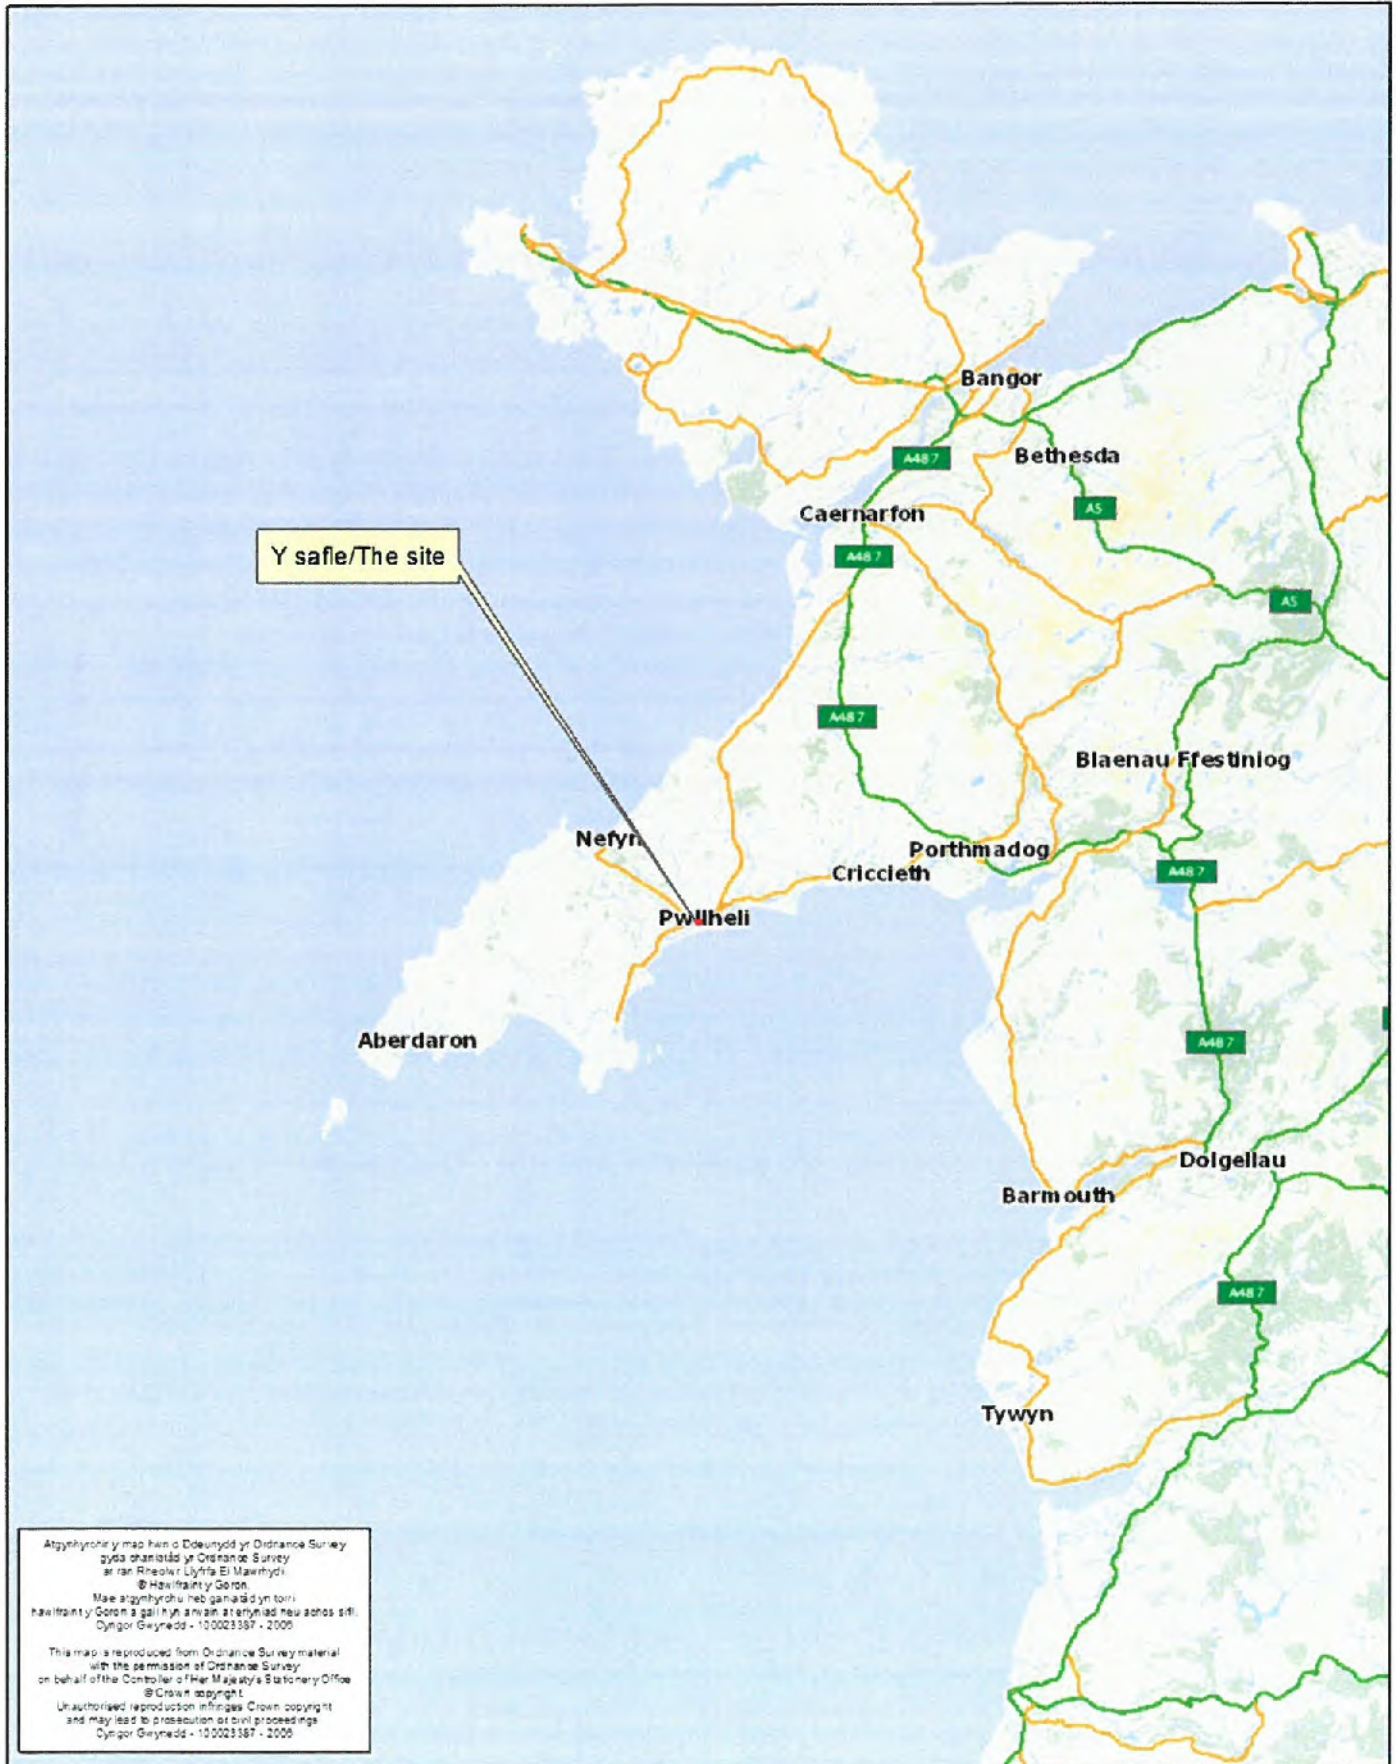 Bangor
A487
Bethesda
A5
Caernarfon
Y safle/The site
A487
A5
A487
Blaenau Ffestiniog
Nefyn
Porthmadog
Criccieth
A487
Pwllheli
Aberdaron
A487
Dolgellau
Barmouth
A487
Tywyn
Atgynhyrchir y map hwn o Ddeunydd yr Ordnance Survey
gyda chaniatâd yr Ordnance Survey
ar ran Rheolwr Llyfrfa Ei Mawrhydi.
© Hawlfraint y Goron.
Mae atgynhyrchu heb ganiatâd yn torri
hawlfraint y Goron a gall hyn arwain at erlyniad neu achos sifil.
Cyngor Gwynedd - 100023387 - 2006
This map is reproduced from Ordnance Survey material
with the permission of Ordnance Survey
on behalf of the Controller of Her Majesty's Stationery Office
© Crown copyright.
Unauthorised reproduction infringes Crown copyright
and may lead to prosecution or civil proceedings
Cyngor Gwynedd - 100023387 - 2006